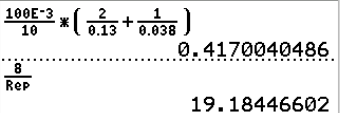 100E-3/10 * ( 2/0.13 + 1/0.038 )
0.4170040486
8/Rep
19.18446602